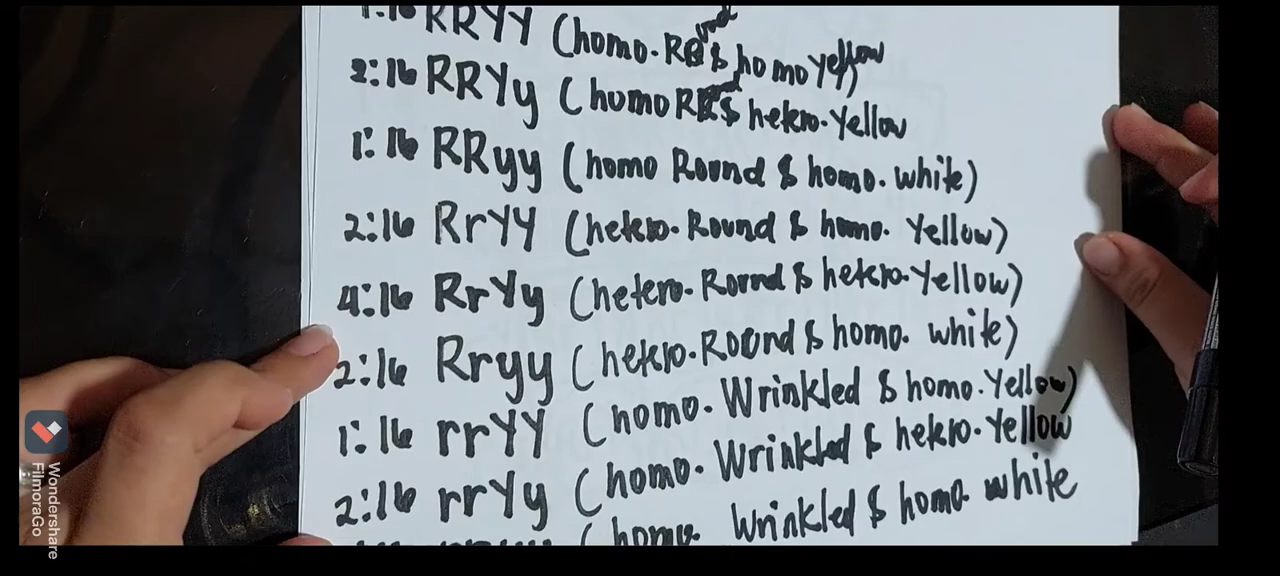 1:16 RRYY (homo. Round & homo Yellow
2:16 RRYy (homo & hetero. Yellow
1:16 RRyy (homo Round & homo. white)
2:16 RrYY (hetero. Round & homo. Yellow)
4:16 RrYy (hetero. Round & hetero. Yellow)
2:16 Rryy (hetero. Round & homo. white)
1:16 rrYY (homo. Wrinkled & homo. Yellow)
2:16 rrYy (homo. Wrinkled & hetero. Yellow
(homo. Wrinkled & homo. white
Wondershare
FilmoraGo